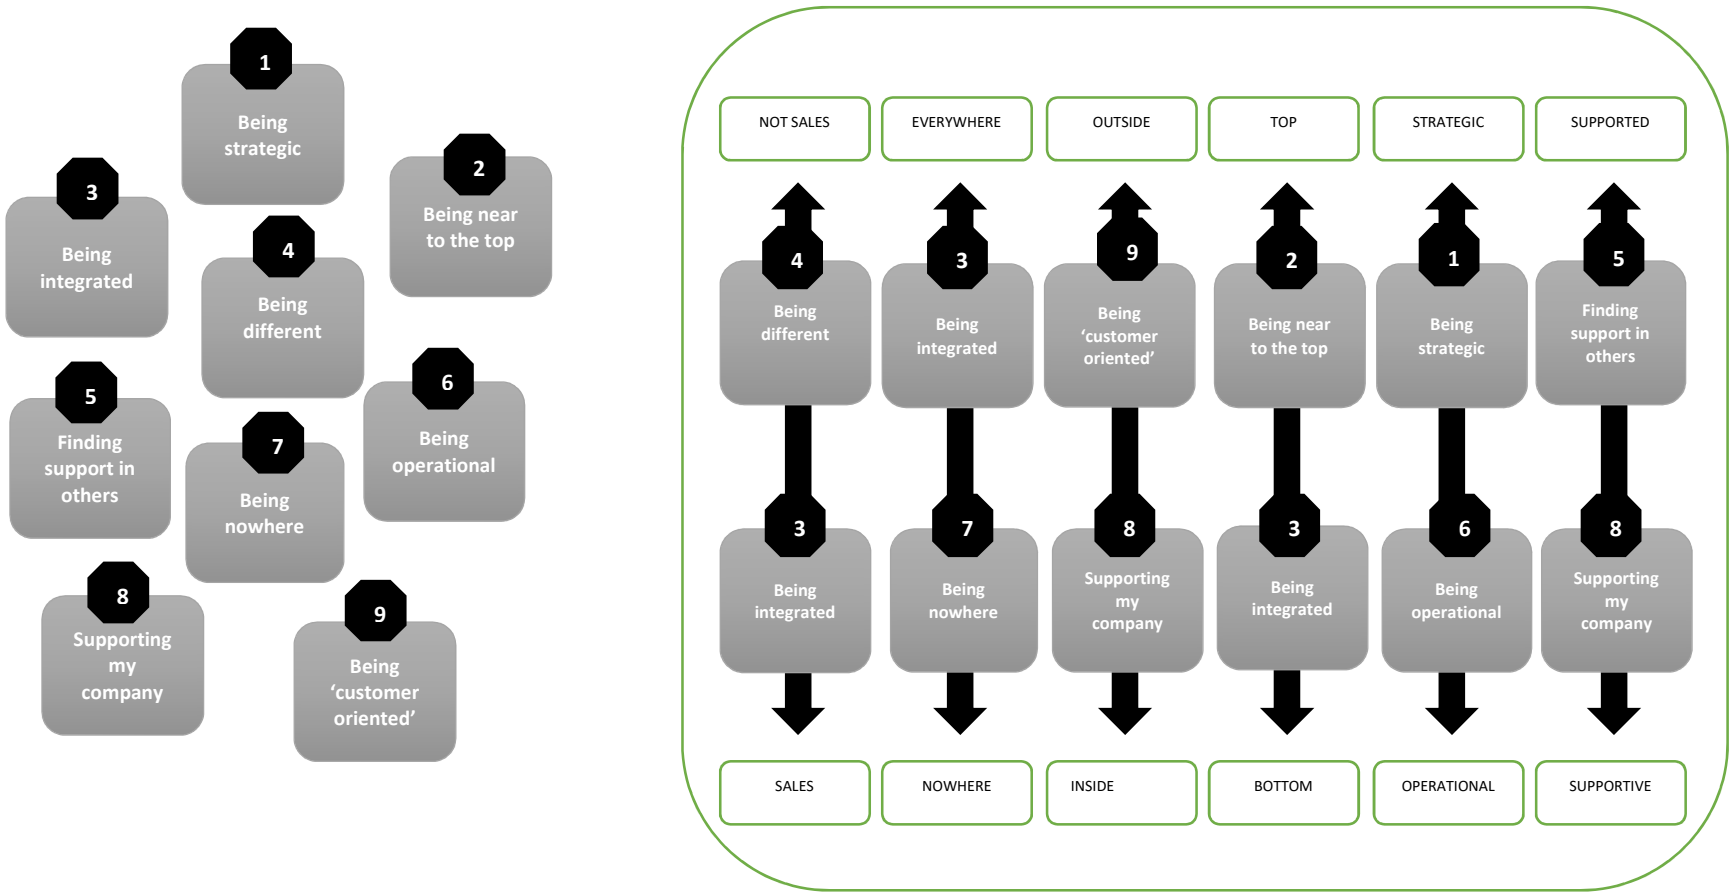 1
Being
strategic
2
Being near
to the top
3
Being
integrated
4
Being
different
5
Finding
support in
others
6
Being
operational
7
Being
nowhere
8
Supporting
my
company
9
Being
‘customer
oriented’
NOT SALES
EVERYWHERE
OUTSIDE
TOP
STRATEGIC
SUPPORTED
4
Being
different
3
Being
integrated
9
Being
‘customer
oriented’
2
Being near
to the top
1
Being
strategic
5
Finding
support in
others
3
Being
integrated
7
Being
nowhere
8
Supporting
my
company
3
Being
integrated
6
Being
operational
8
Supporting
my
company
SALES
NOWHERE
INSIDE
BOTTOM
OPERATIONAL
SUPPORTIVE